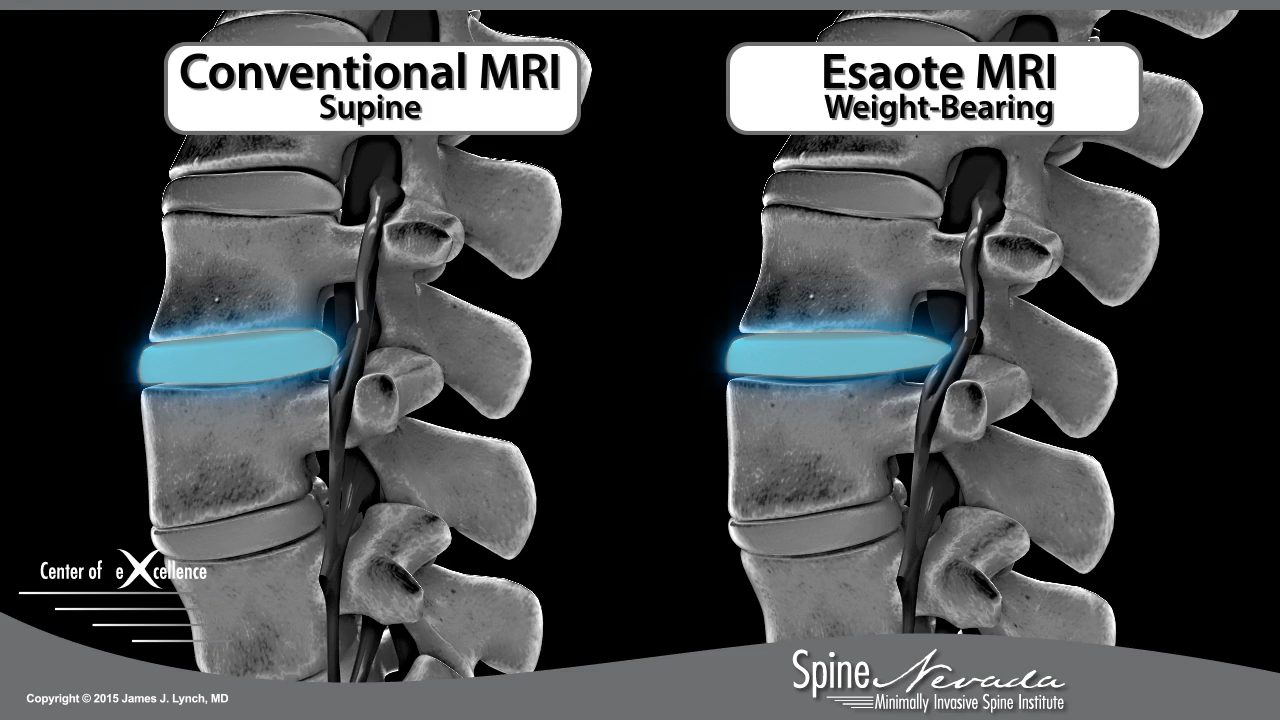 Conventional MRI
Supine
Esaote MRI
Weight-Bearing
Center of eXcellence
Copyright © 2015 James J. Lynch, MD
Spine Nevada
Minimally Invasive Spine Institute